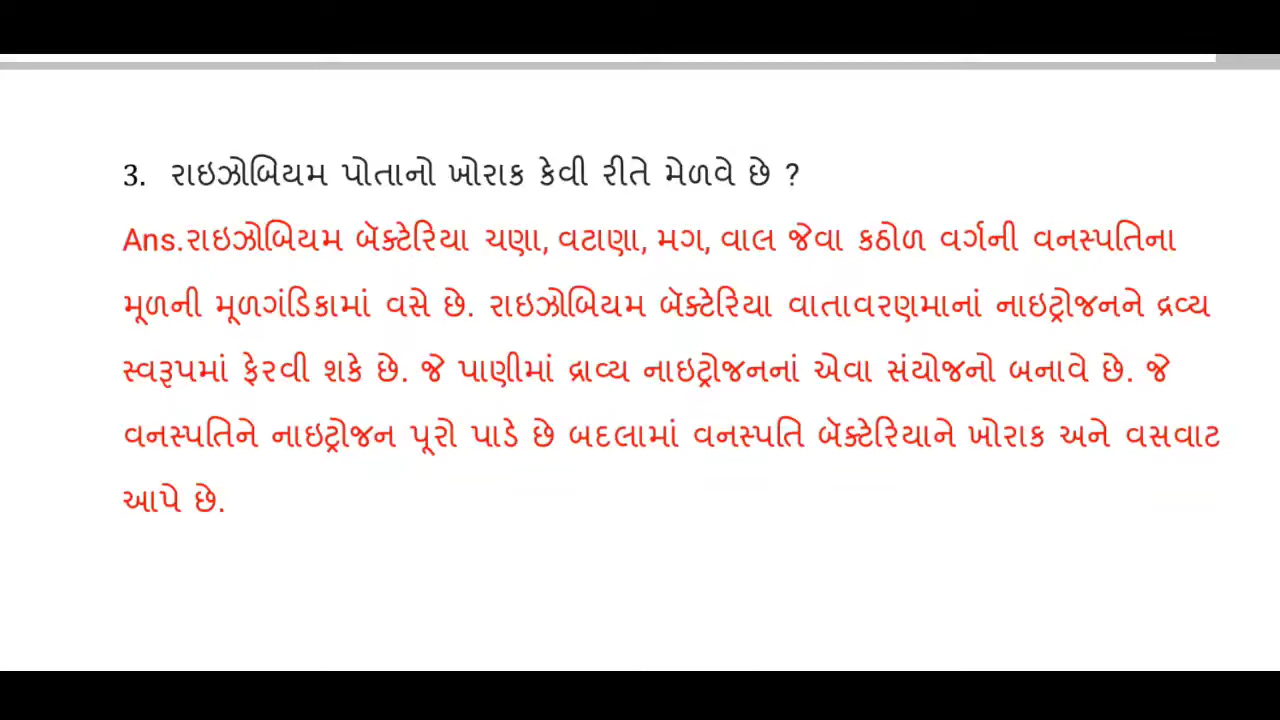 3. રાઇઝોબિયમ પોતાનો ખોરાક કેવી રીતે મેળવે છે ?
Ans.રાઇઝોબિયમ બૅક્ટેરિયા ચણા, વટાણા, મગ, વાલ જેવા કઠોળ વર્ગની વનસ્પતિના
મૂળની મૂળગંડિકામાં વસે છે. રાઇઝોબિયમ બૅક્ટેરિયા વાતાવરણમાનાં નાઇટ્રોજનને દ્રવ્ય
સ્વરૂપમાં ફેરવી શકે છે. જે પાણીમાં દ્રાવ્ય નાઇટ્રોજનનાં એવા સંયોજનો બનાવે છે. જે
વનસ્પતિને નાઇટ્રોજન પૂરો પાડે છે બદલામાં વનસ્પતિ બૅક્ટેરિયાને ખોરાક અને વસવાટ
આપે છે.